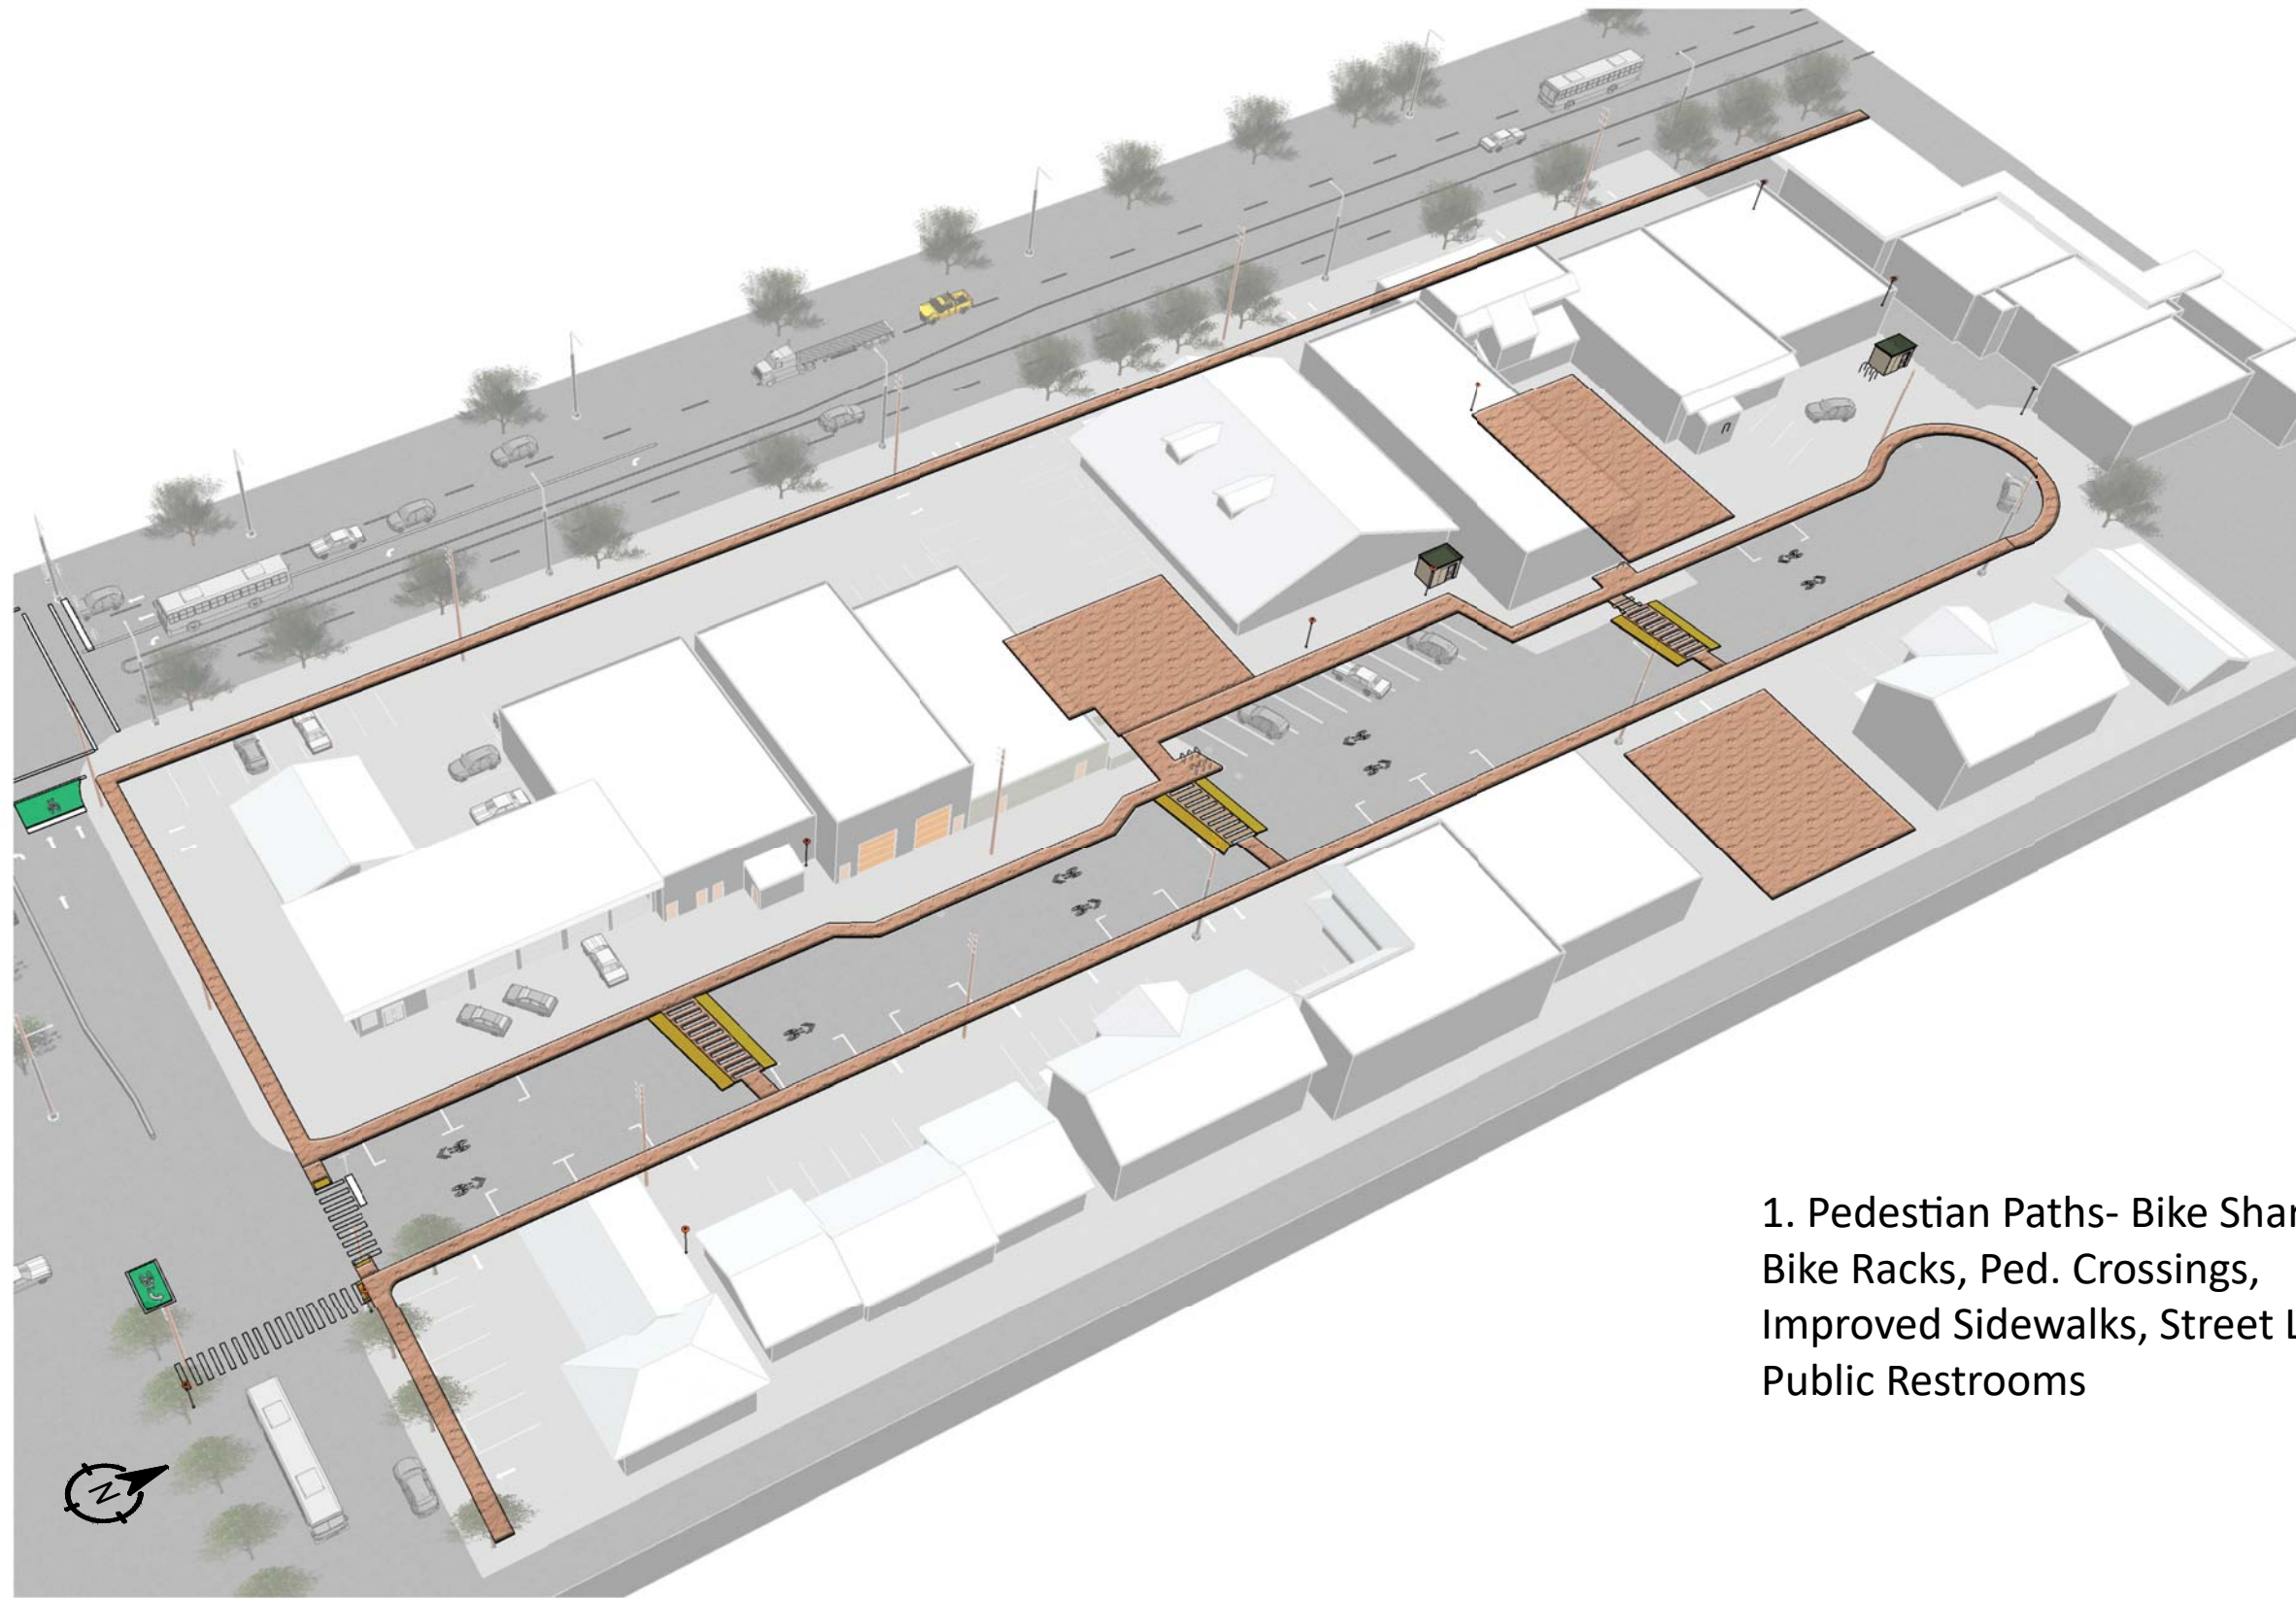 1. Pedestian Paths- Bike Shar
Bike Racks, Ped. Crossings,
Improved Sidewalks, Street L
Public Restrooms
N